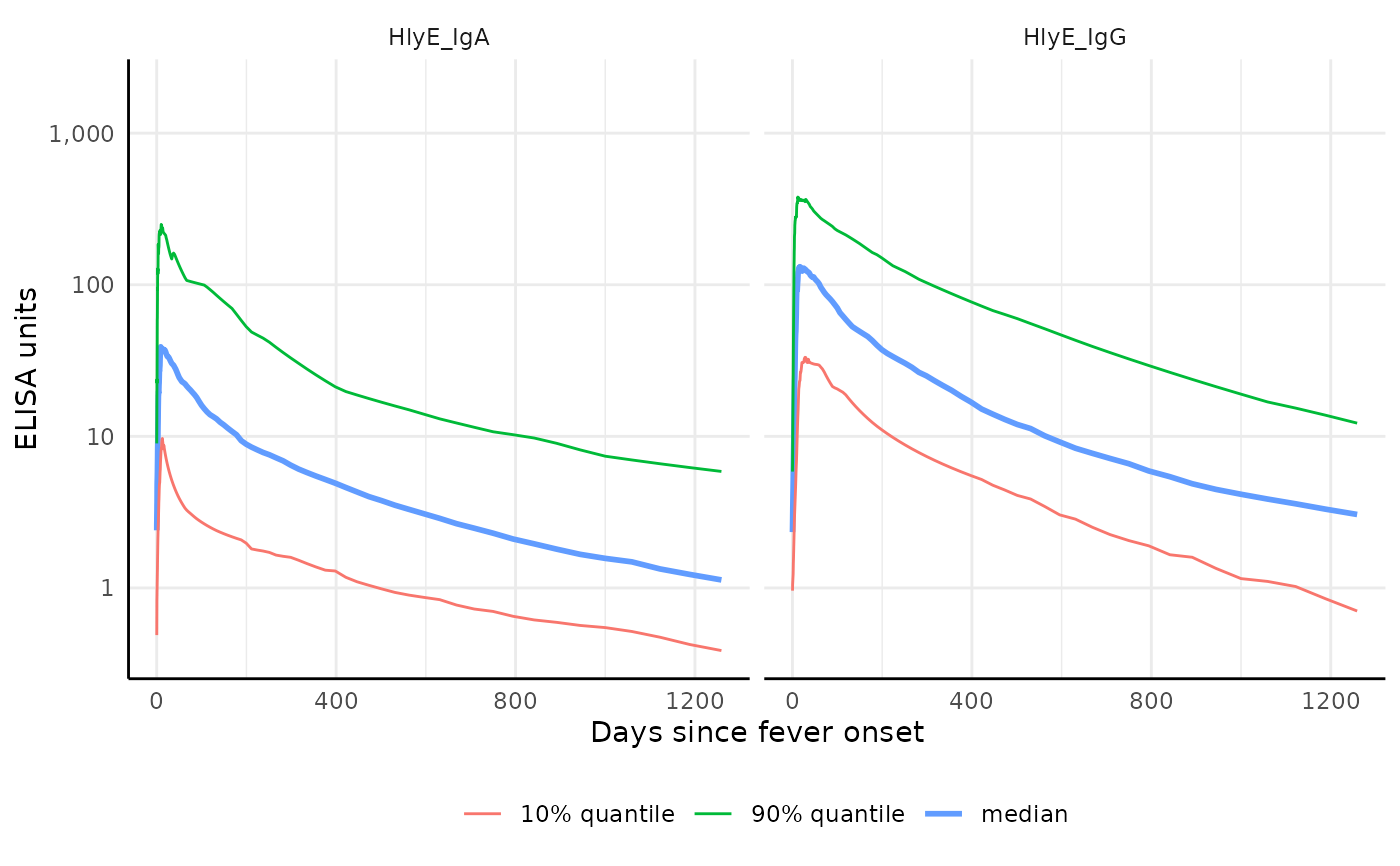 HlyE_IgA
HlyE_IgG
ELISA units
1,000
100
10
1
0 400 800 1200
0 400 800 1200
Days since fever onset
10% quantile 90% quantile median